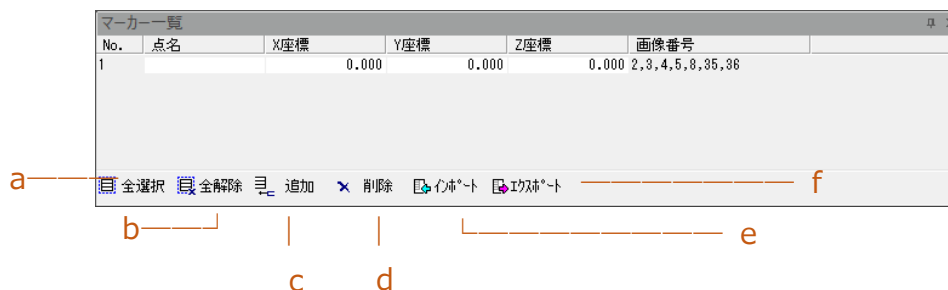 マーカー一覧
No. 点名 X座標 Y座標 Z座標 画像番号
1 0.000 0.000 0.000 2,3,4,5,8,35,36
a 全選択 全解除 追加 削除 インポート エクスポート f
b e
c d